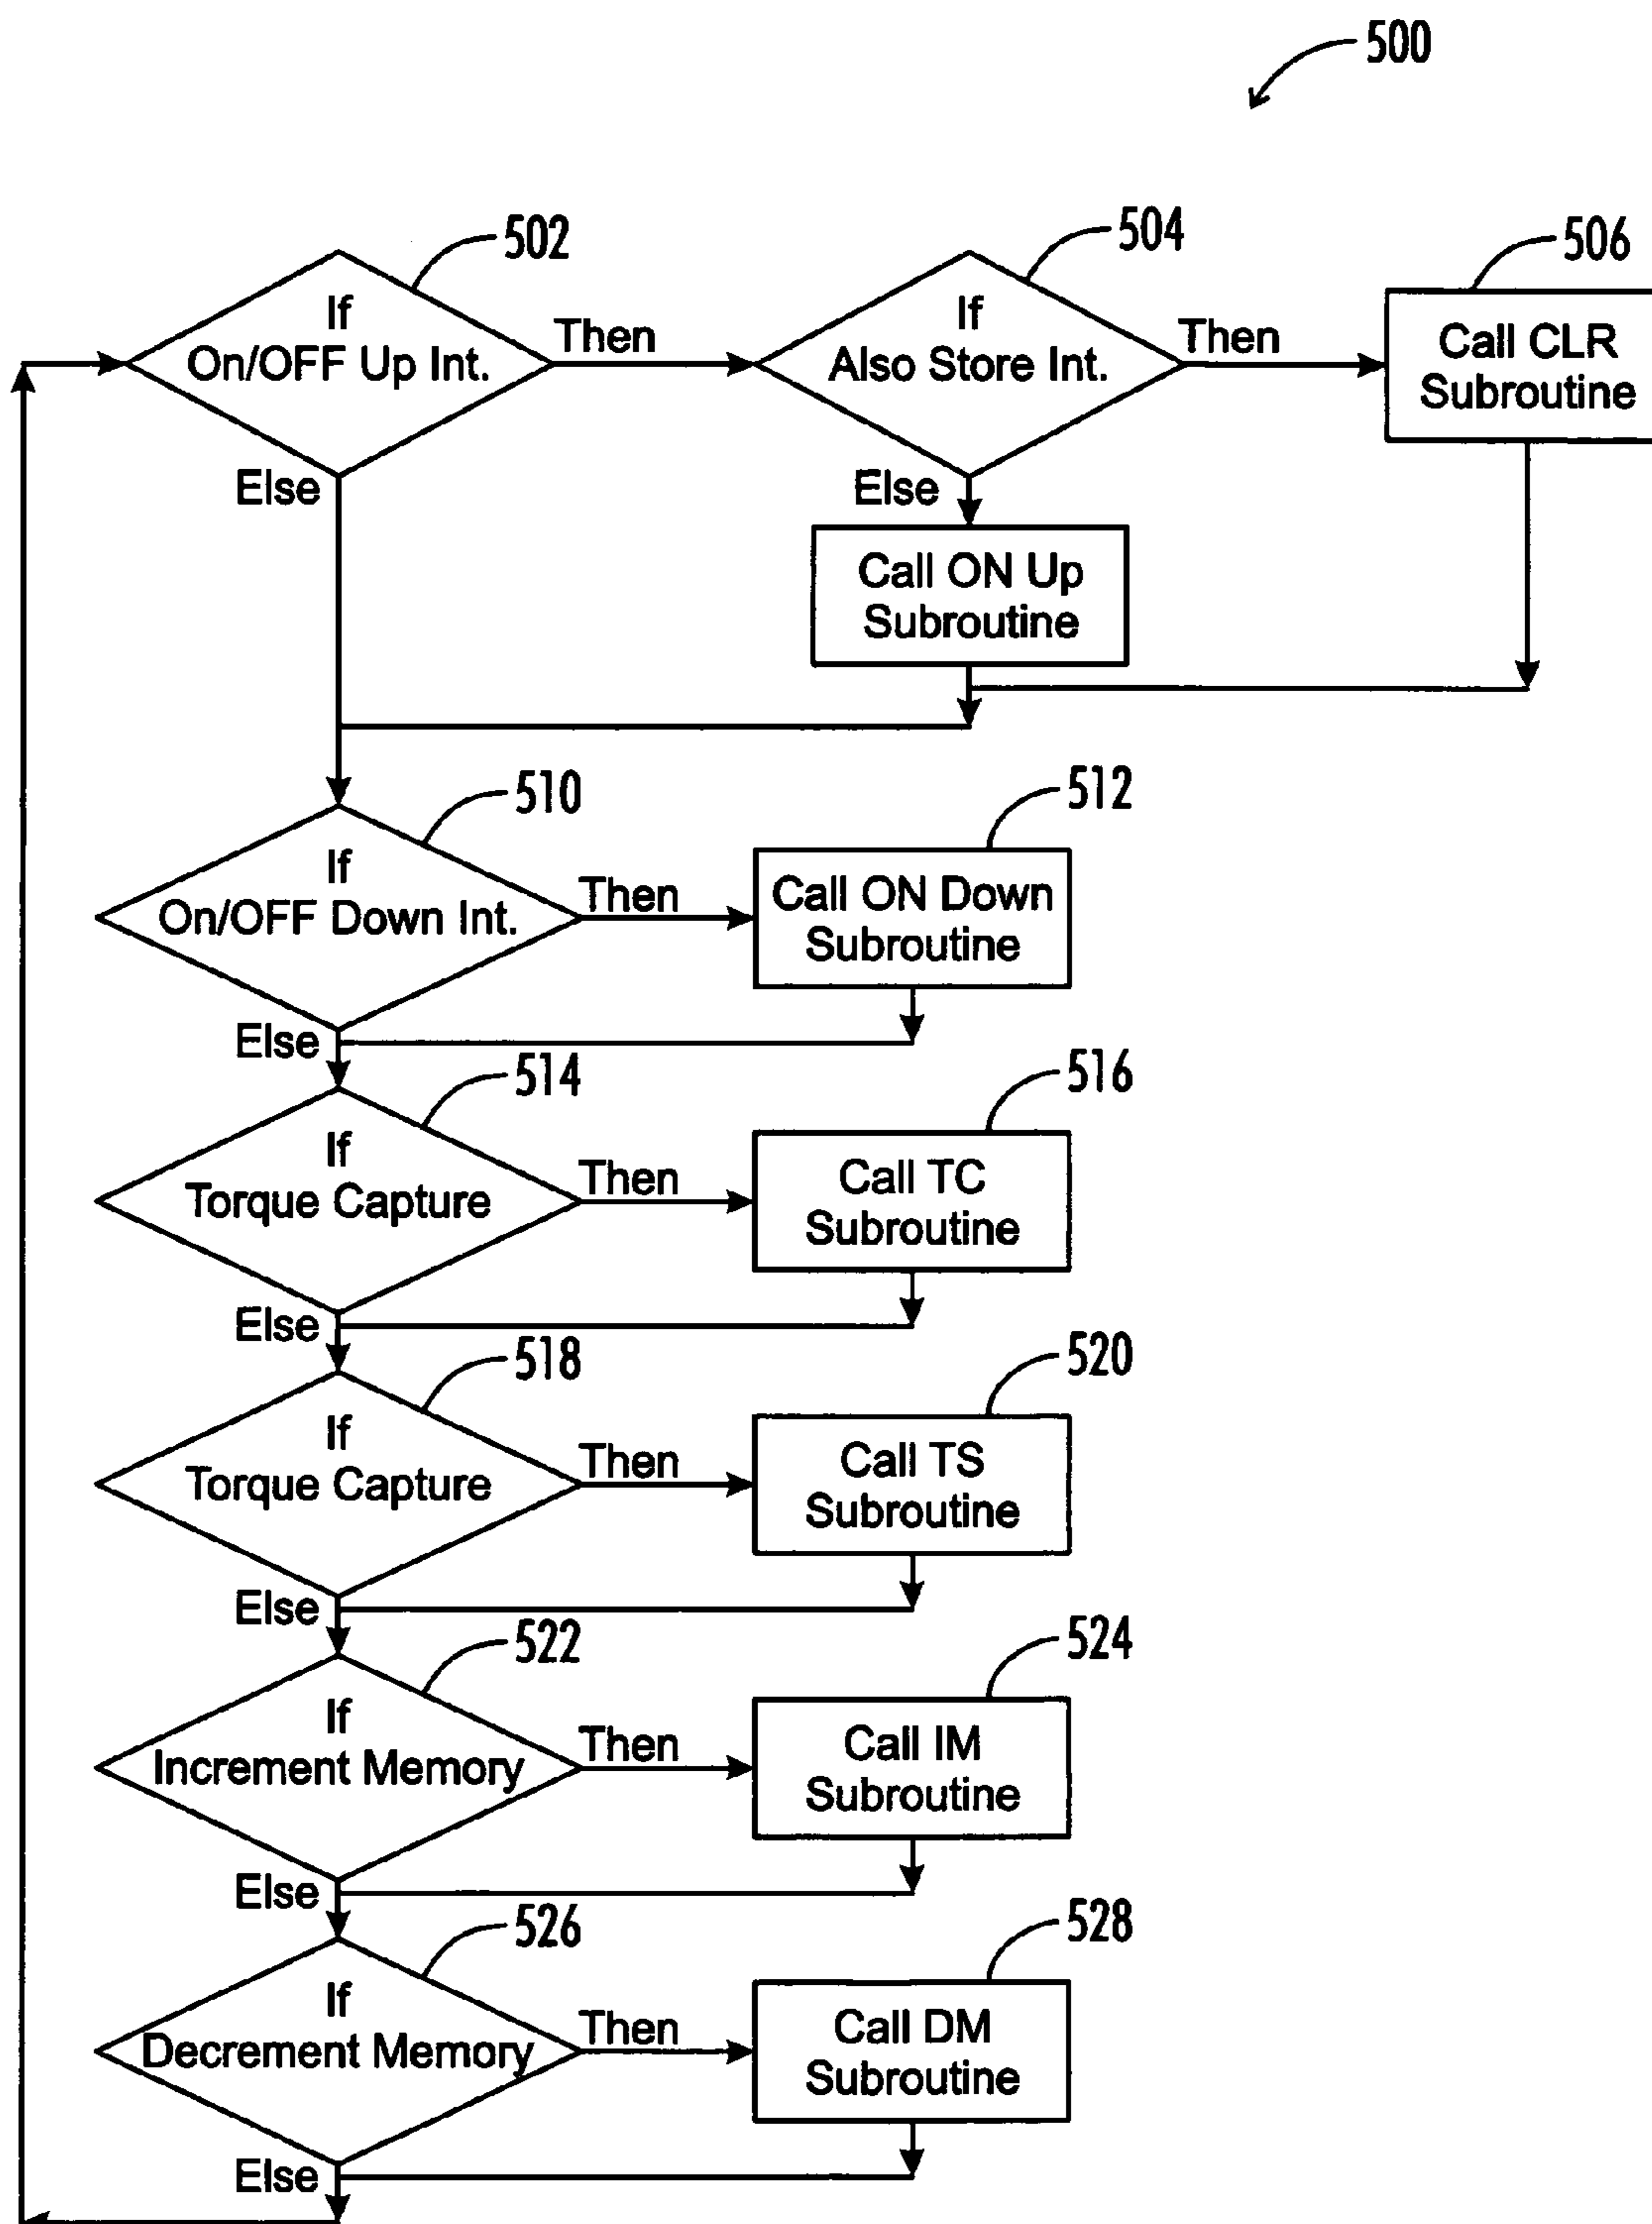 500
502
504
506
If
On/OFF Up Int.
Then
If
Also Store Int.
Then
Call CLR
Subroutine
Else
Else
Call ON Up
Subroutine
510
512
If
On/OFF Down Int.
Then
Call ON Down
Subroutine
Else
514
516
If
Torque Capture
Then
Call TC
Subroutine
Else
518
520
If
Torque Capture
Then
Call TS
Subroutine
Else
522
524
If
Increment Memory
Then
Call IM
Subroutine
Else
526
528
If
Decrement Memory
Then
Call DM
Subroutine
Else